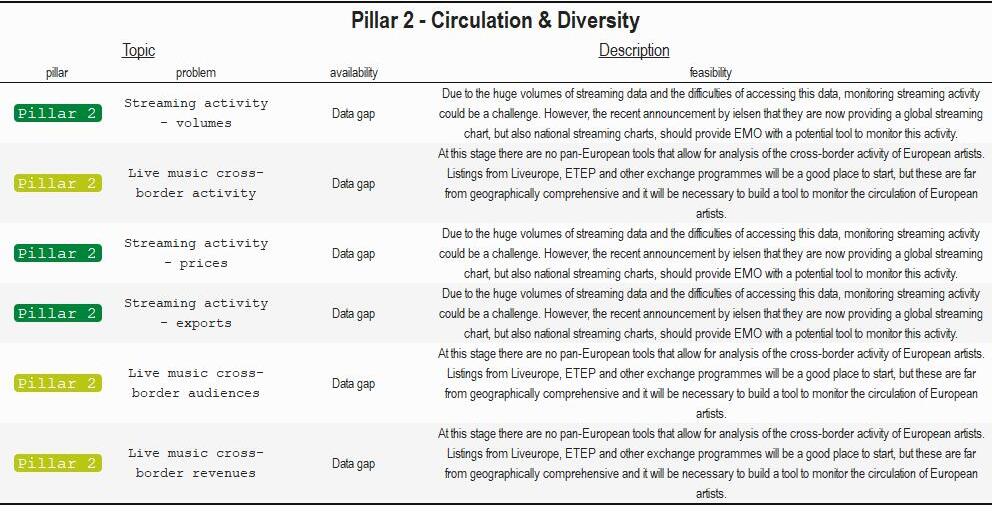 Pillar 2 - Circulation & Diversity
Topic Description
pillar problem availability feasibility
Pillar 2
Streaming activity
- volumes
Data gap
Due to the huge volumes of streaming data and the difficulties of accessing this data, monitoring streaming activity
could be a challenge. However, the recent announcement by ielsen that they are now providing a global streaming
chart, but also national streaming charts, should provide EMO with a potential tool to monitor this activity.
Pillar 2
Live music cross-
border activity
Data gap
At this stage there are no pan-European tools that allow for analysis of the cross-border activity of European artists.
Listings from Liveurope, ETEP and other exchange programmes will be a good place to start, but these are far
from geographically comprehensive and it will be necessary to build a tool to monitor the circulation of European
artists.
Pillar 2
Streaming activity
- prices
Data gap
Due to the huge volumes of streaming data and the difficulties of accessing this data, monitoring streaming activity
could be a challenge. However, the recent announcement by ielsen that they are now providing a global streaming
chart, but also national streaming charts, should provide EMO with a potential tool to monitor this activity.
Pillar 2
Streaming activity
- exports
Data gap
Due to the huge volumes of streaming data and the difficulties of accessing this data, monitoring streaming activity
could be a challenge. However, the recent announcement by ielsen that they are now providing a global streaming
chart, but also national streaming charts, should provide EMO with a potential tool to monitor this activity.
Pillar 2
Live music cross-
border audiences
Data gap
At this stage there are no pan-European tools that allow for analysis of the cross-border activity of European artists.
Listings from Liveurope, ETEP and other exchange programmes will be a good place to start, but these are far
from geographically comprehensive and it will be necessary to build a tool to monitor the circulation of European
artists.
Pillar 2
Live music cross-
border revenues
Data gap
At this stage there are no pan-European tools that allow for analysis of the cross-border activity of European artists.
Listings from Liveurope, ETEP and other exchange programmes will be a good place to start, but these are far
from geographically comprehensive and it will be necessary to build a tool to monitor the circulation of European
artists.